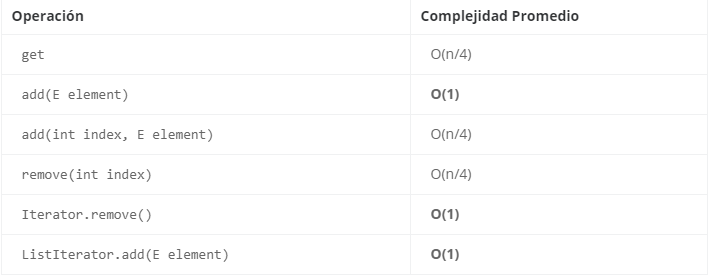 Operación Complejidad Promedio
get O(n/4)
add(E element) O(1)
add(int index, E element) O(n/4)
remove(int index) O(n/4)
Iterator.remove() O(1)
ListIterator.add(E element) O(1)